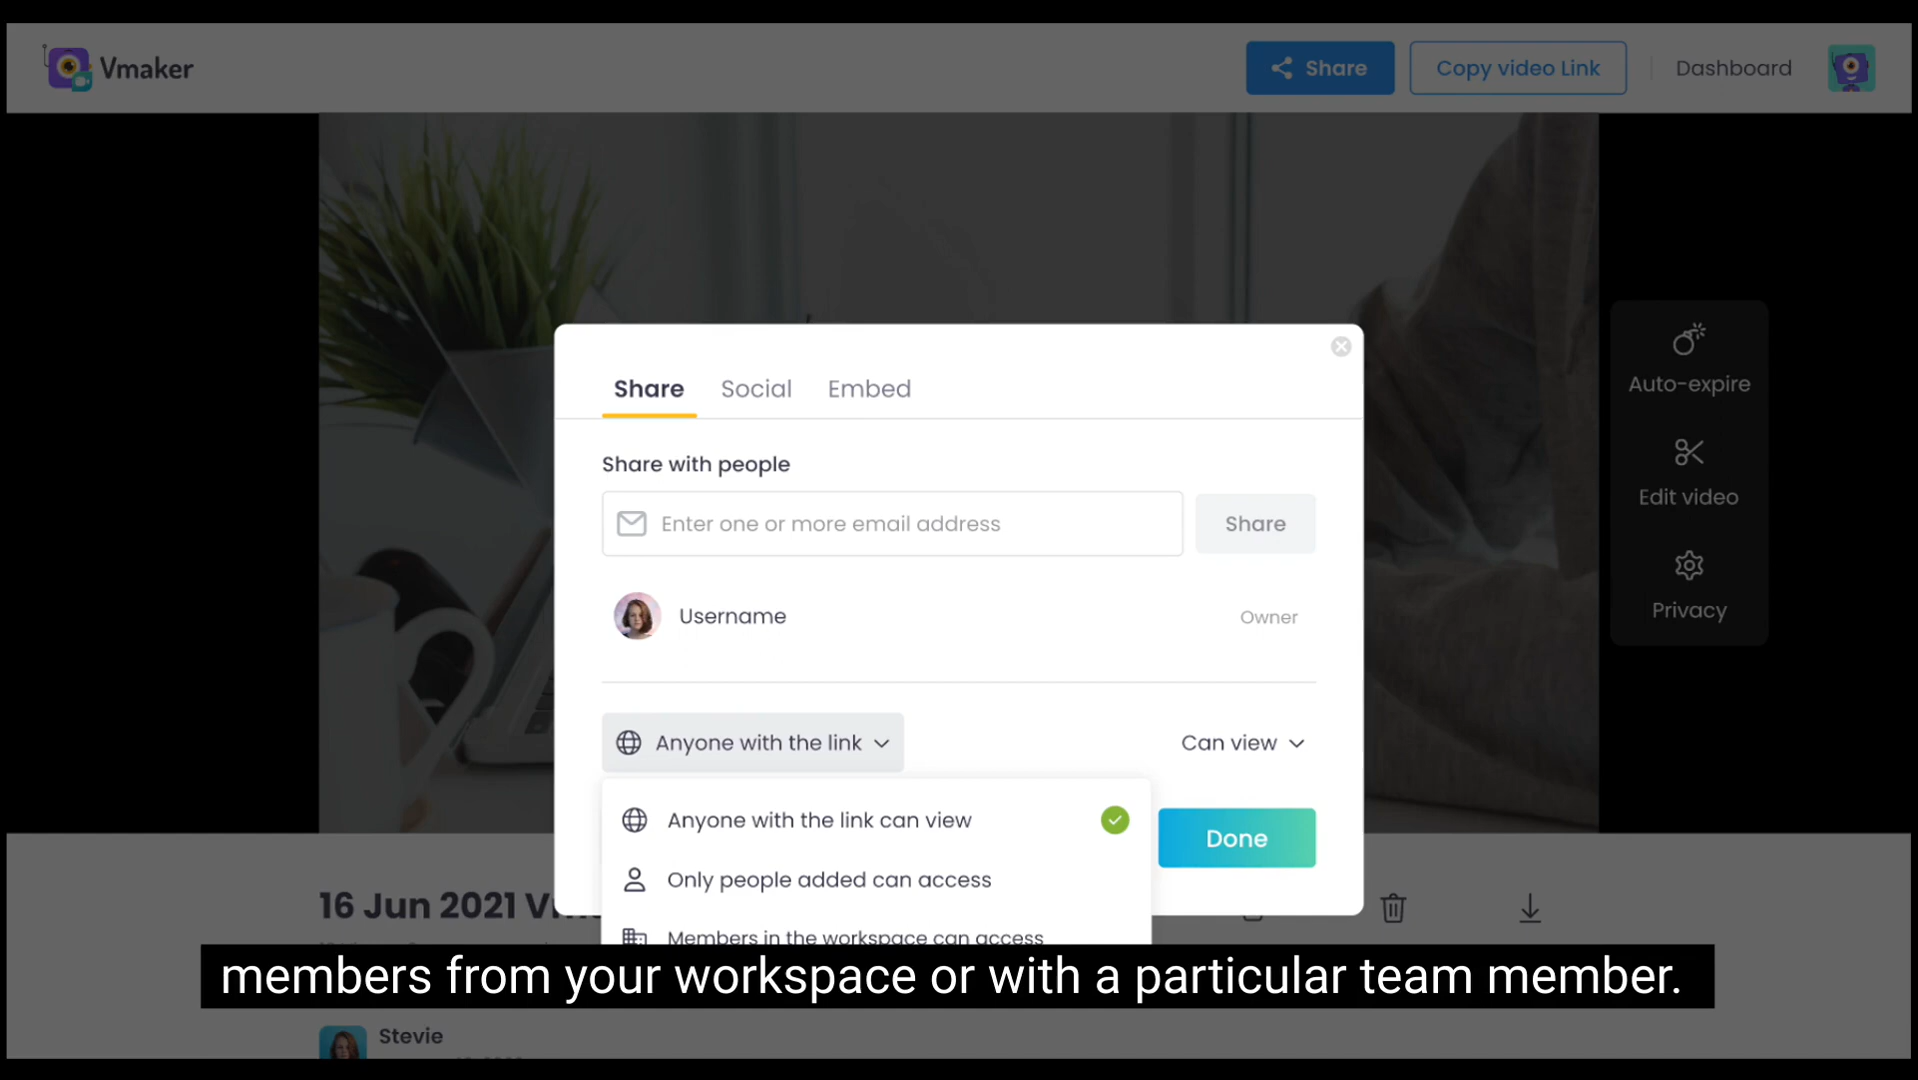 Vmaker
Share
Copy video Link
Dashboard
Auto-expire
Edit video
Privacy
Share Social Embed
Share with people
Enter one or more email address
Share
Username
Owner
Anyone with the link
Can view
Anyone with the link can view
Done
Only people added can access
Members in the workspace can access
16 Jun 2021
members from your workspace or with a particular team member.
Stevie